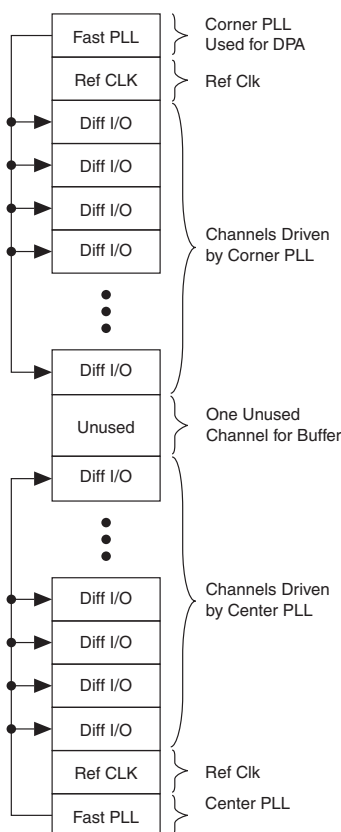 Fast PLL
Corner PLL
Used for DPA
Ref CLK
Ref Clk
Diff I/O
Diff I/O
Diff I/O
Diff I/O
Channels Driven
by Corner PLL
Diff I/O
Unused
One Unused
Channel for Buffer
Diff I/O
Diff I/O
Channels Driven
by Center PLL
Diff I/O
Diff I/O
Diff I/O
Ref CLK
Ref Clk
Fast PLL
Center PLL